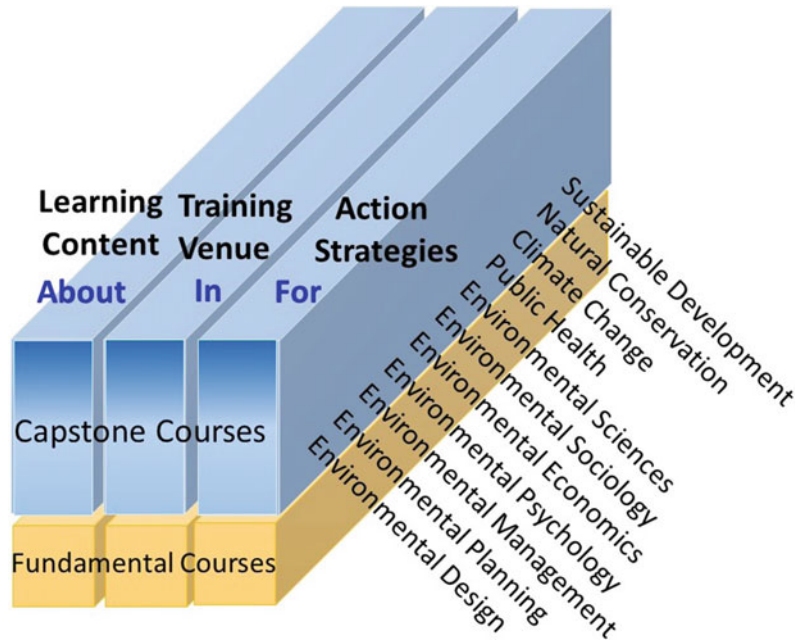 Learning Content
Training Venue
Action Strategies
About
In
For
Capstone Courses
Fundamental Courses
Sustainable Development
Natural Conservation
Climate Change
Public Health
Environmental Sciences
Environmental Sociology
Environmental Economics
Environmental Psychology
Environmental Management
Environmental Planning
Environmental Design